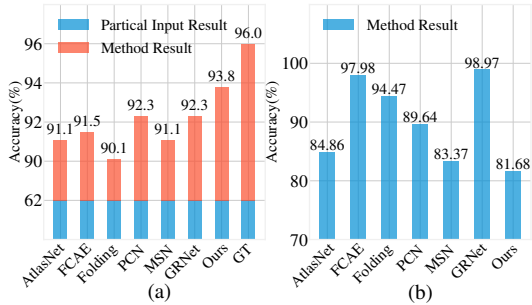 Partical Input Result
Method Result
Accuracy(%)
96
94
92
90
62
91.1
91.5
90.1
92.3
91.1
92.3
93.8
96.0
AtlasNet
FCAE
Folding
PCN
MSN
GRNet
Ours
GT
(a)
Method Result
Accuracy(%)
100
90
80
70
84.86
97.98
94.47
89.64
83.37
98.97
81.68
AtlasNet
FCAE
Folding
PCN
MSN
GRNet
Ours
(b)